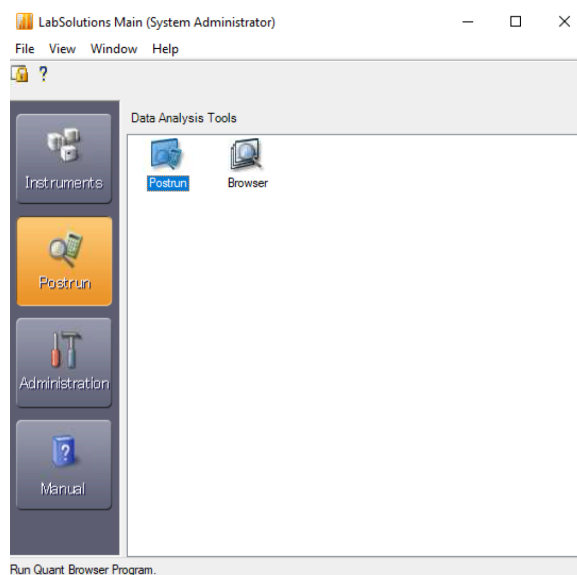 LabSolutions Main (System Administrator)
File View Window Help
?
Data Analysis Tools
Instruments
Postrun
Administration
?
Manual
Postrun Browser
Run Quant Browser Program.